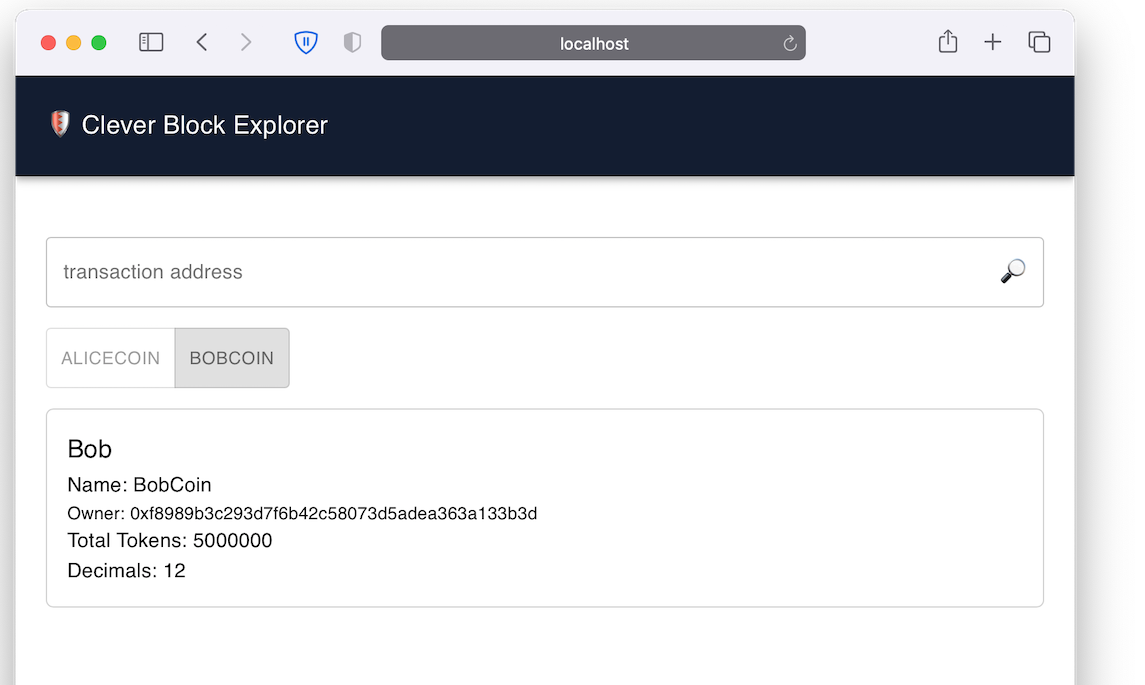 localhost
Clever Block Explorer
transaction address
ALICECOIN BOBCOIN
Bob
Name: BobCoin
Owner: 0xf8989b3c293d7f6b42c58073d5adea363a133b3d
Total Tokens: 5000000
Decimals: 12